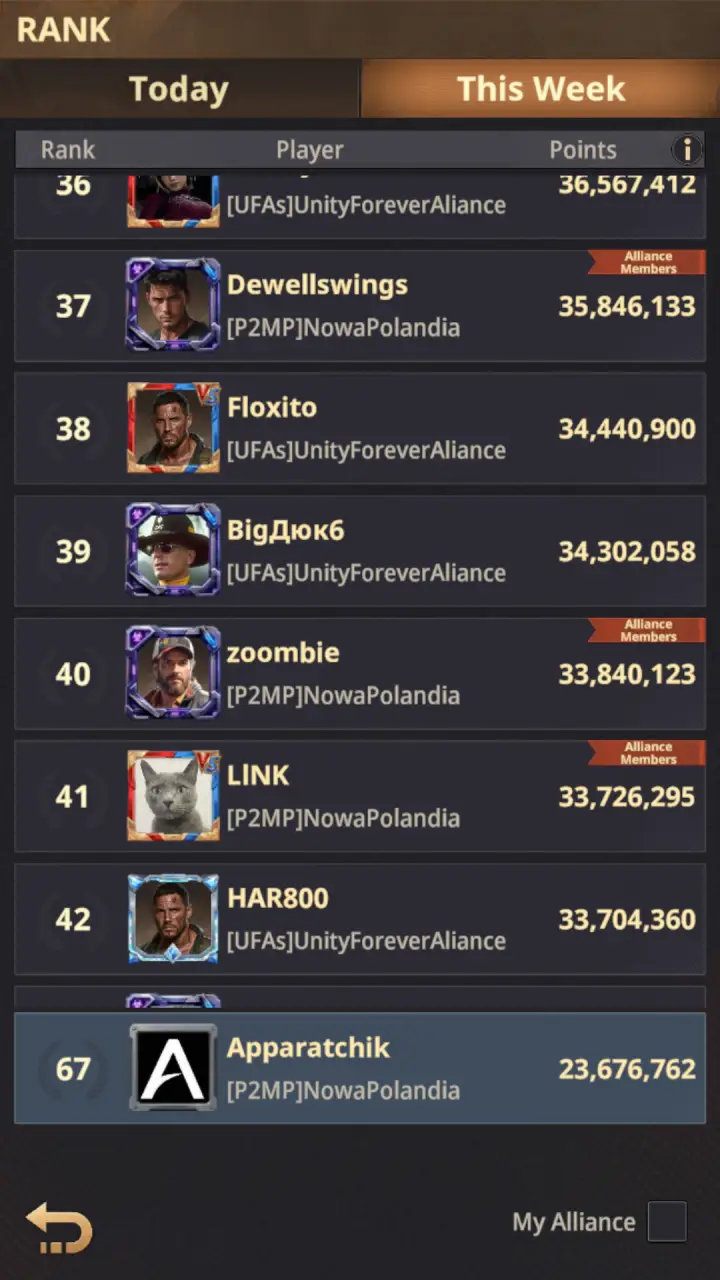 RANK
Today
This Week
Rank
Player
Points
36
[UFAs]UnityForeverAliance
36,567,412
Alliance
Members
37
Dewellswings
[P2MP]NowaPolandia
35,846,133
38
Floxito
[UFAs]UnityForeverAliance
34,440,900
39
BigДюк6
[UFAs]UnityForeverAliance
34,302,058
Alliance
Members
40
zoombie
[P2MP]NowaPolandia
33,840,123
Alliance
Members
41
LINK
[P2MP]NowaPolandia
33,726,295
42
HAR800
[UFAs]UnityForeverAliance
33,704,360
67
Apparatchik
[P2MP]NowaPolandia
23,676,762
My Alliance